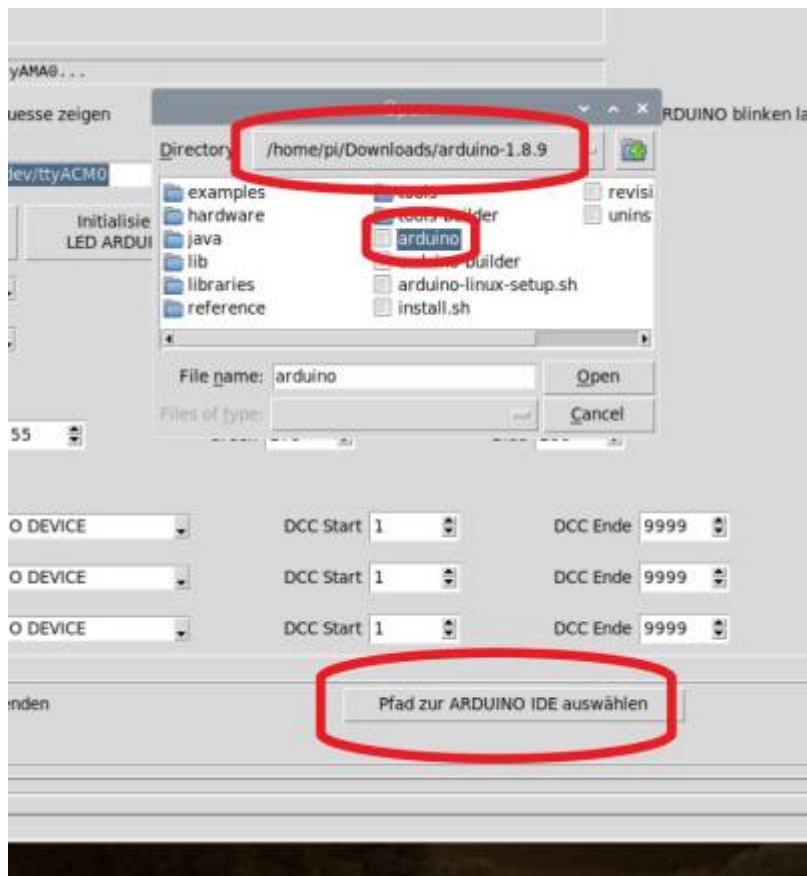 yAMA0...
uesse zeigen
RDUINO blinken la
Directory /home/pi/Downloads/arduino-1.8.9
dev/ttyACM0
examples
revisi
hardware
unins
Initialisie
LED ARDUI
java
arduino
lib
libraries
arduino-linux-setup.sh
reference
install.sh
File name: arduino
Open
Files of type:
Cancel
55
O DEVICE DCC Start 1 DCC Ende 9999
O DEVICE DCC Start 1 DCC Ende 9999
O DEVICE DCC Start 1 DCC Ende 9999
enden
Pfad zur ARDUINO IDE auswählen